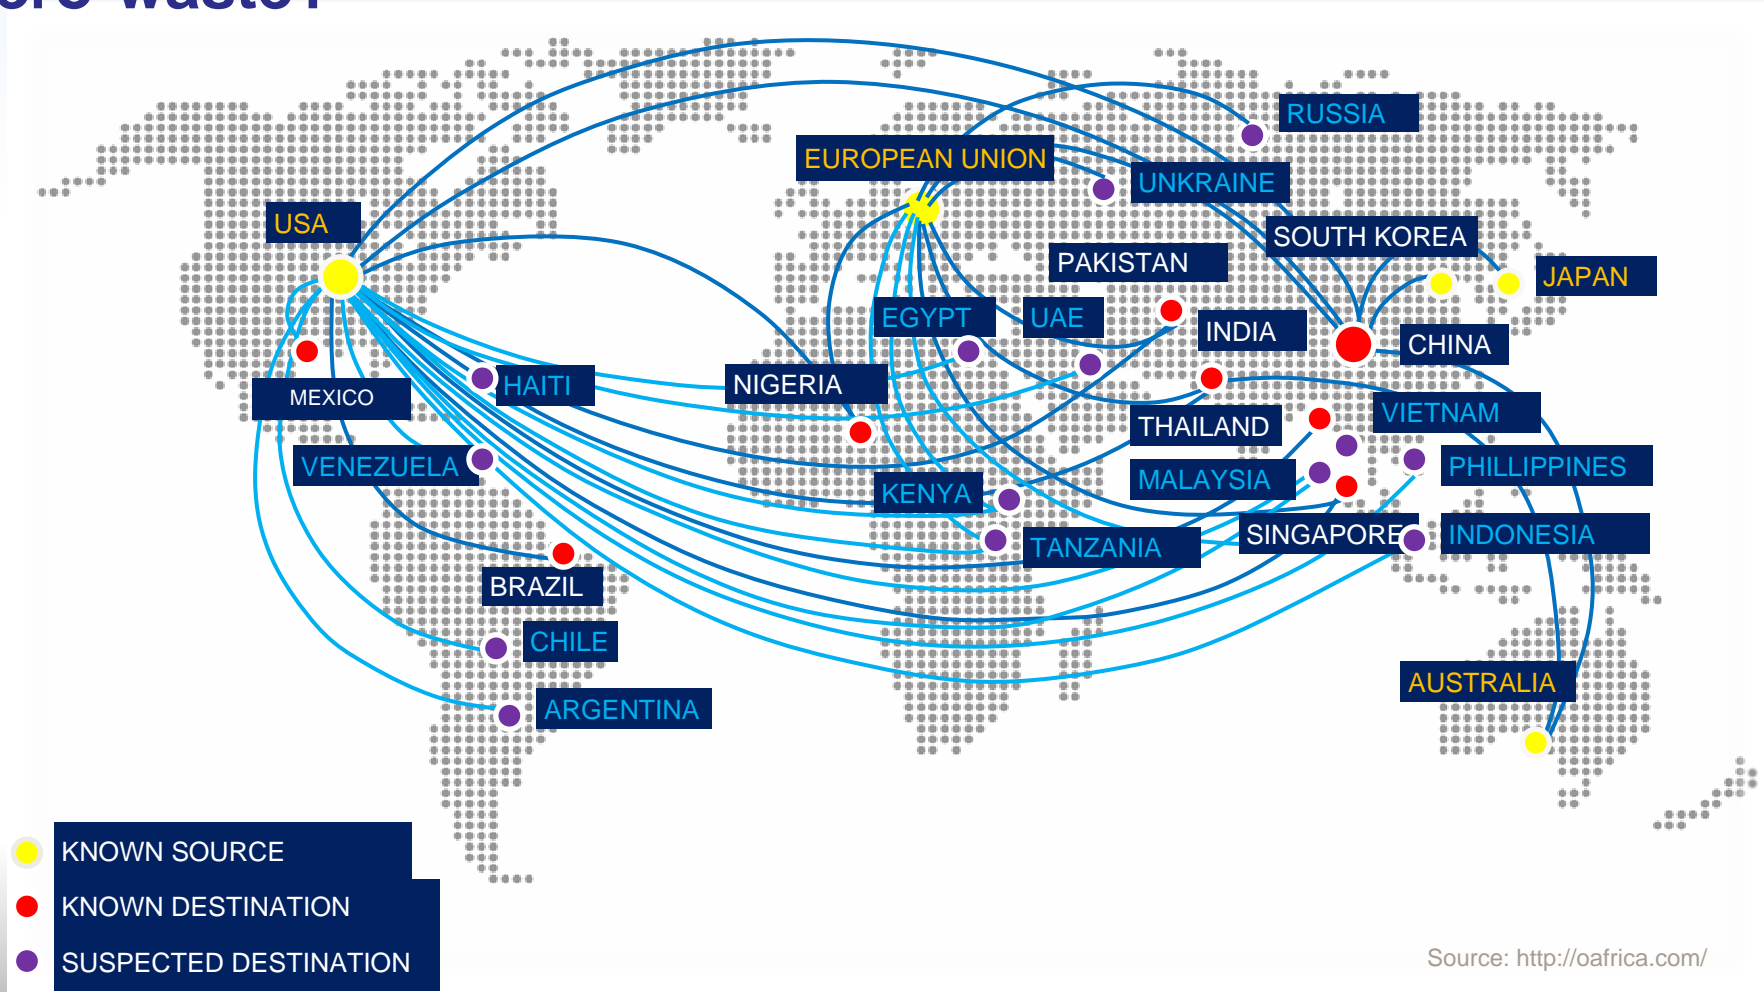 RUSSIA
EUROPEAN UNION
UNKRAINE
USA
SOUTH KOREA
PAKISTAN
JAPAN
EGYPT
UAE
INDIA
CHINA
NIGERIA
HAITI
MEXICO
VIETNAM
THAILAND
VENEZUELA
PHILLIPPINES
MALAYSIA
KENYA
SINGAPORE
INDONESIA
TANZANIA
BRAZIL
CHILE
AUSTRALIA
ARGENTINA
KNOWN SOURCE
KNOWN DESTINATION
SUSPECTED DESTINATION
Source: http://oafrica.com/